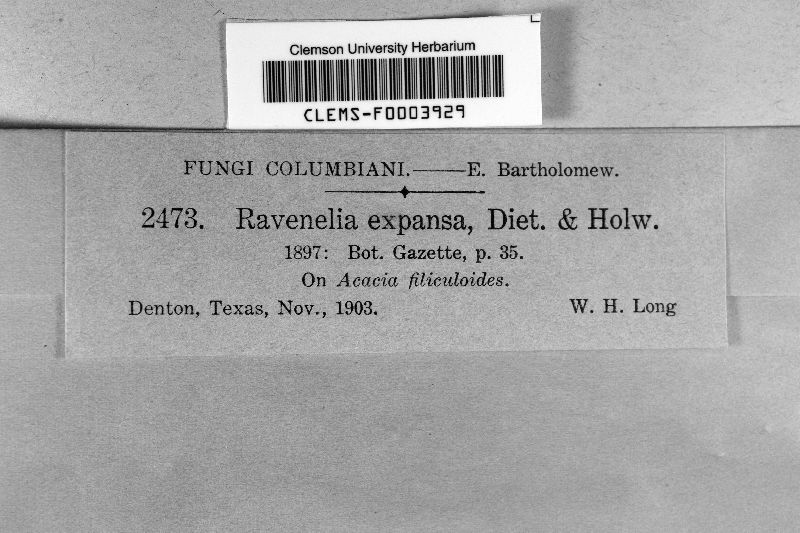 Clemson University Herbarium
CLEMS-F0003929
FUNGI COLUMBIANI.——E. Bartholomew.
2473. Ravenelia expansa, Diet. & Holw.
1897: Bot. Gazette, p. 35.
On Acacia filiculoides.
Denton, Texas, Nov., 1903. W. H. Long